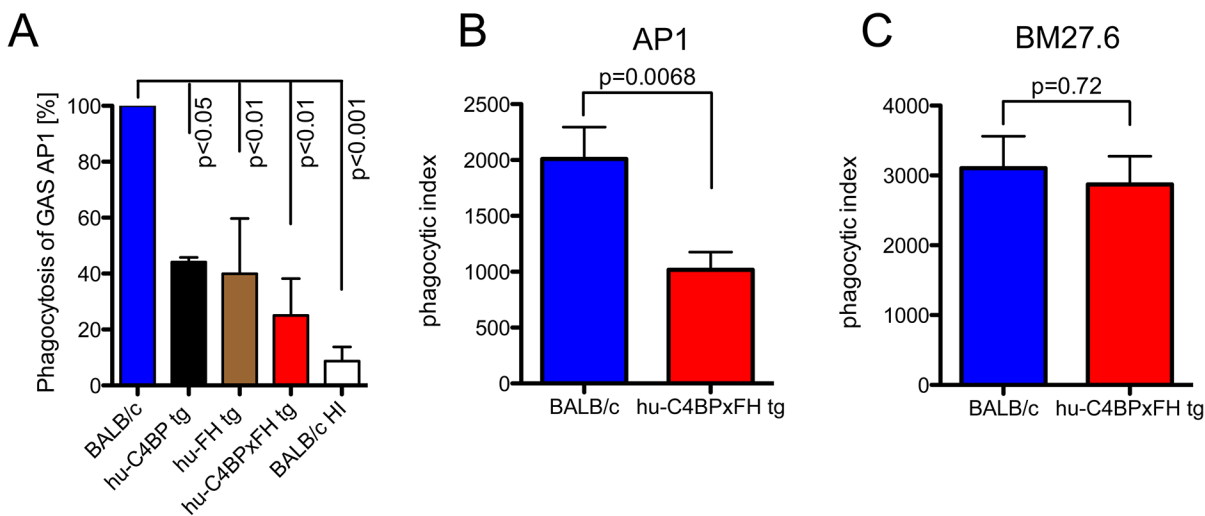 A
Phagocytosis of GAS AP1 [%]
100
80
60
40
20
0
p<0.05
p<0.01
p<0.01
p<0.001
BALB/c
hu-C4BP tg
hu-FH tg
hu-C4BPxFH tg
BALB/c HI
B
AP1
p=0.0068
phagocytic index
2500
2000
1500
1000
500
0
BALB/c
hu-C4BPxFH tg
C
BM27.6
p=0.72
phagocytic index
4000
3000
2000
1000
0
BALB/c
hu-C4BPxFH tg